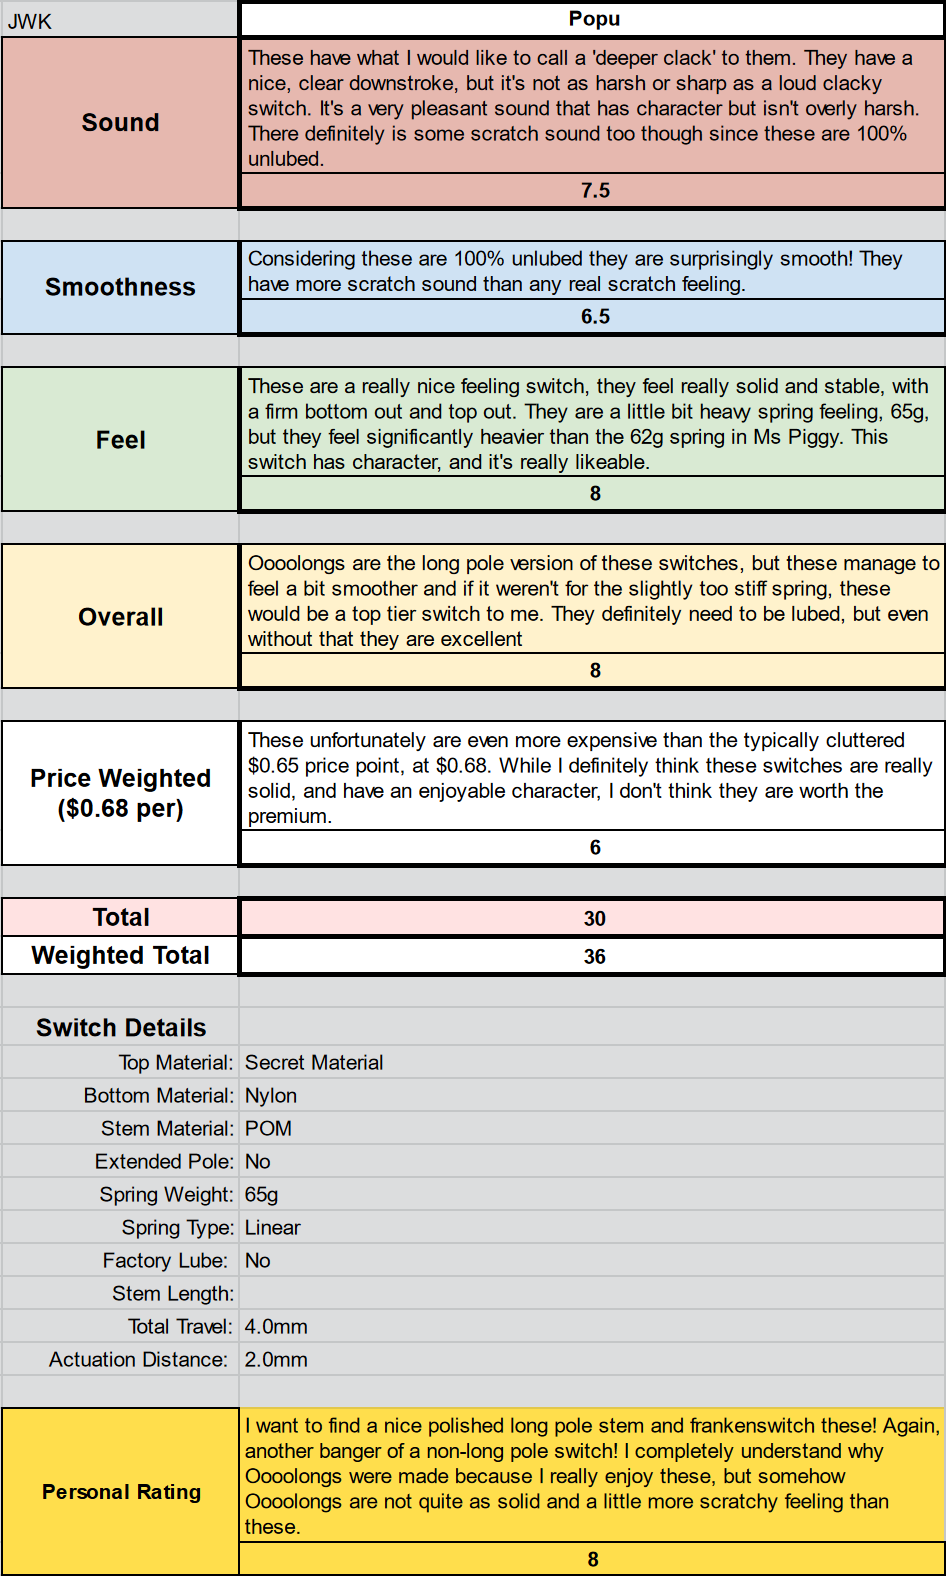 JWK
Popu
Sound
These have what I would like to call a 'deeper clack' to them. They have a
nice, clear downstroke, but it's not as harsh or sharp as a loud clacky
switch. It's a very pleasant sound that has character but isn't overly harsh.
There definitely is some scratch sound too though since these are 100%
unlubed.
7.5
Smoothness
Considering these are 100% unlubed they are surprisingly smooth! They
have more scratch sound than any real scratch feeling.
6.5
Feel
These are a really nice feeling switch, they feel really solid and stable, with
a firm bottom out and top out. They are a little bit heavy spring feeling, 65g,
but they feel significantly heavier than the 62g spring in Ms Piggy. This
switch has character, and it's really likeable.
8
Overall
Oooolongs are the long pole version of these switches, but these manage to
feel a bit smoother and if it weren't for the slightly too stiff spring, these
would be a top tier switch to me. They definitely need to be lubed, but even
without that they are excellent
8
Price Weighted
($0.68 per)
These unfortunately are even more expensive than the typically cluttered
$0.65 price point, at $0.68. While I definitely think these switches are really
solid, and have an enjoyable character, I don't think they are worth the
premium.
6
Total
30
Weighted Total
36
Switch Details
Top Material: Secret Material
Bottom Material: Nylon
Stem Material: POM
Extended Pole: No
Spring Weight: 65g
Spring Type: Linear
Factory Lube: No
Stem Length:
Total Travel: 4.0mm
Actuation Distance: 2.0mm
Personal Rating
I want to find a nice polished long pole stem and frankenswitch these! Again,
another banger of a non-long pole switch! I completely understand why
Oooolongs were made because I really enjoy these, but somehow
Oooolongs are not quite as solid and a little more scratchy feeling than
these.
8